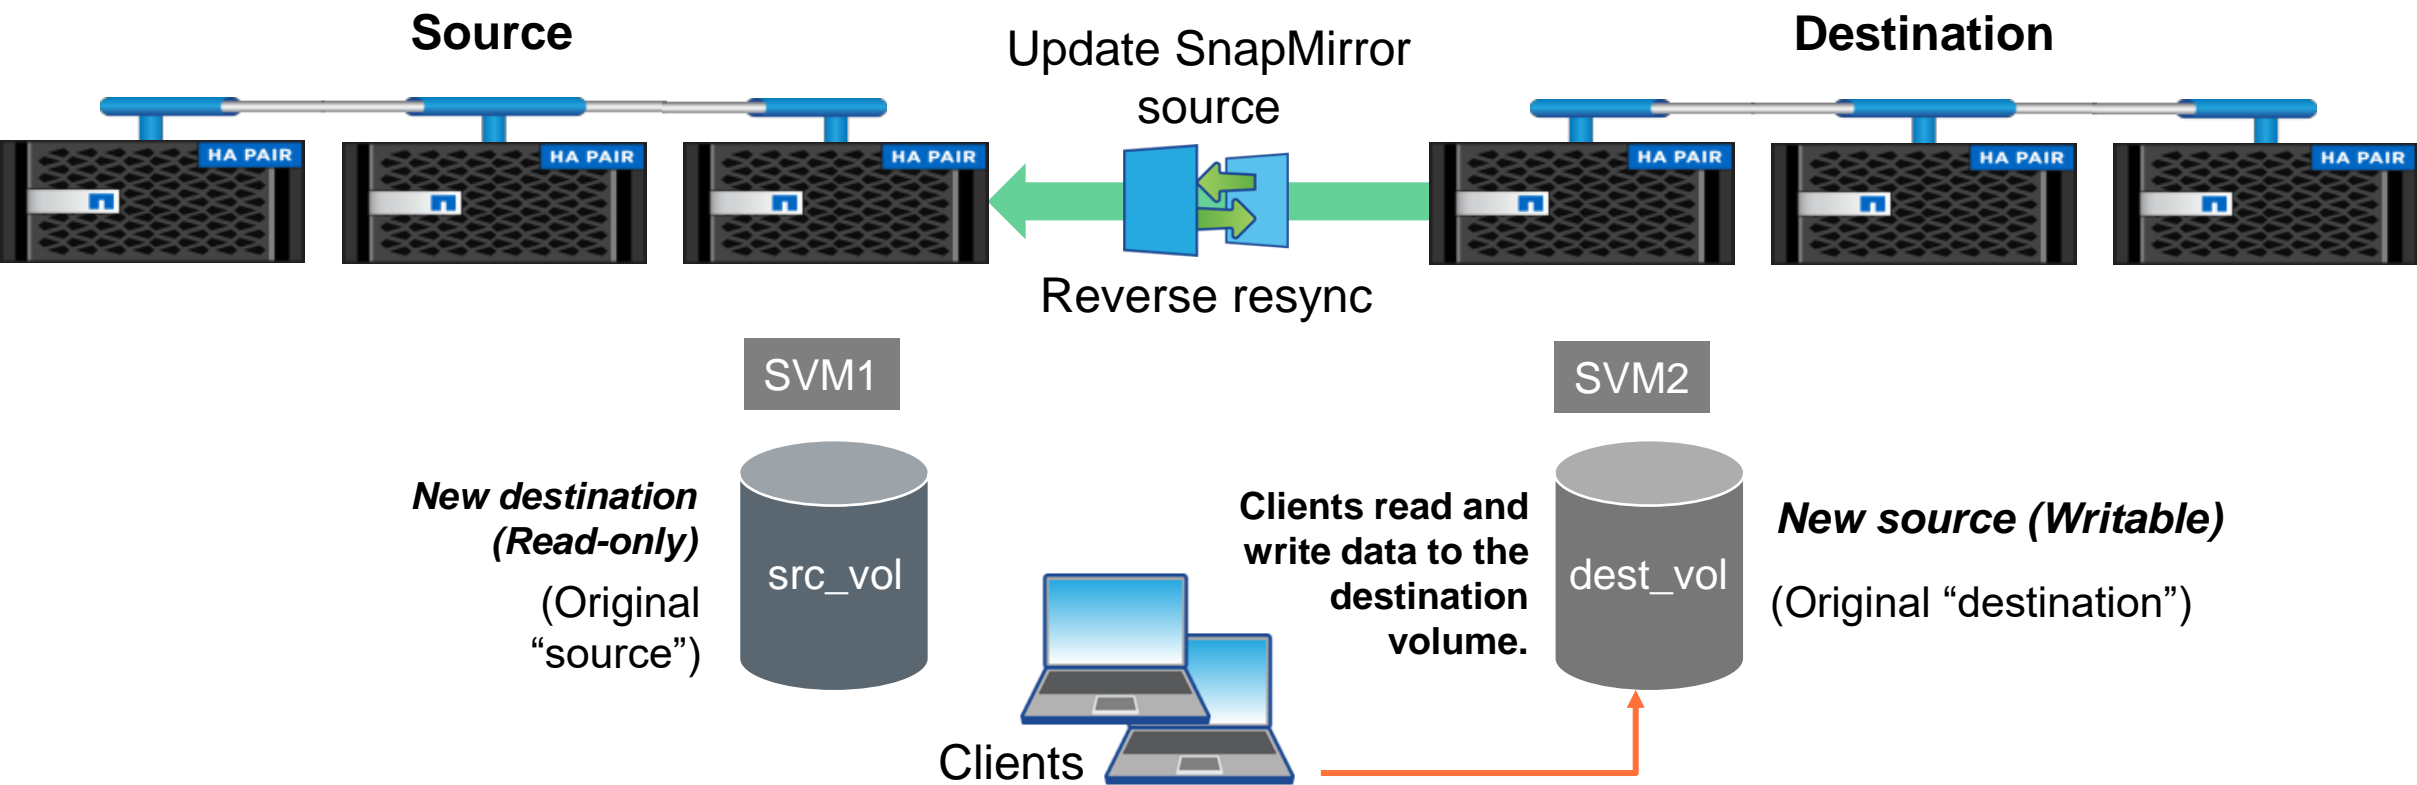 Source
Update SnapMirror
source
Destination
HA PAIR
HA PAIR
HA PAIR
HA PAIR
HA PAIR
HA PAIR
Reverse resync
SVM1
SVM2
New destination
(Read-only)
(Original
“source”)
src_vol
Clients read and
write data to the
destination
volume.
dest_vol
New source (Writable)
(Original “destination”)
Clients